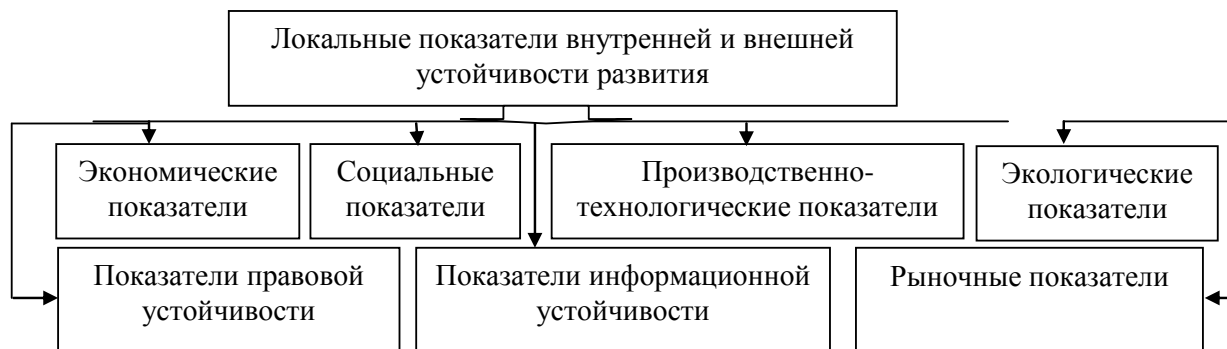 Локальные показатели внутренней и внешней
устойчивости развития
Экономические
показатели
Социальные
показатели
Производственно-
технологические показатели
Экологические
показатели
Показатели правовой
устойчивости
Показатели информационной
устойчивости
Рыночные показатели